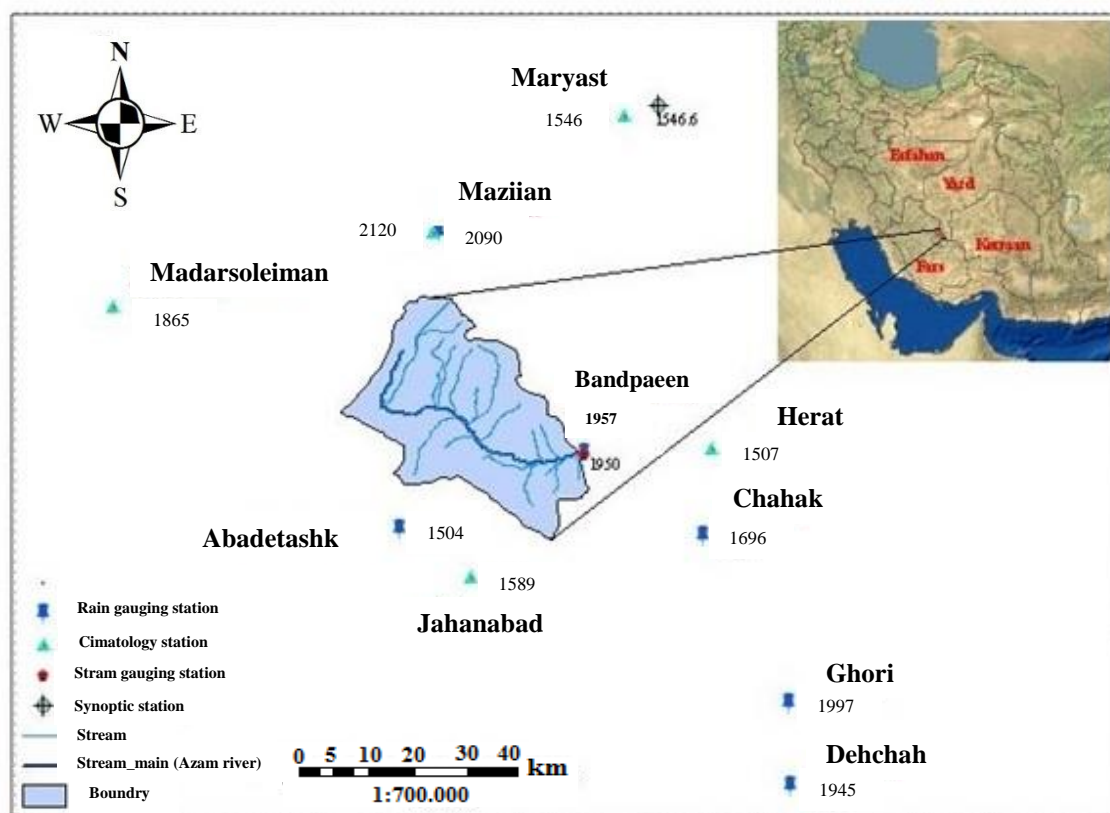 N
W E
S
Maryast
1546
1546.6
Maziian
2120
2090
Madarsoleiman
1865
Esfahan
Yazd
Kerman
Fars
Bandpaeen
1957
1950
Herat
1507
Chahak
1696
Abadetashk
1504
1589
Jahanabad
Ghori
1997
Dehchah
1945
Rain gauging station
Cimatology station
Stram gauging station
Synoptic station
Stream
Stream_main (Azam river)
Boundry
0 5 10 20 30 40 km
1:700.000